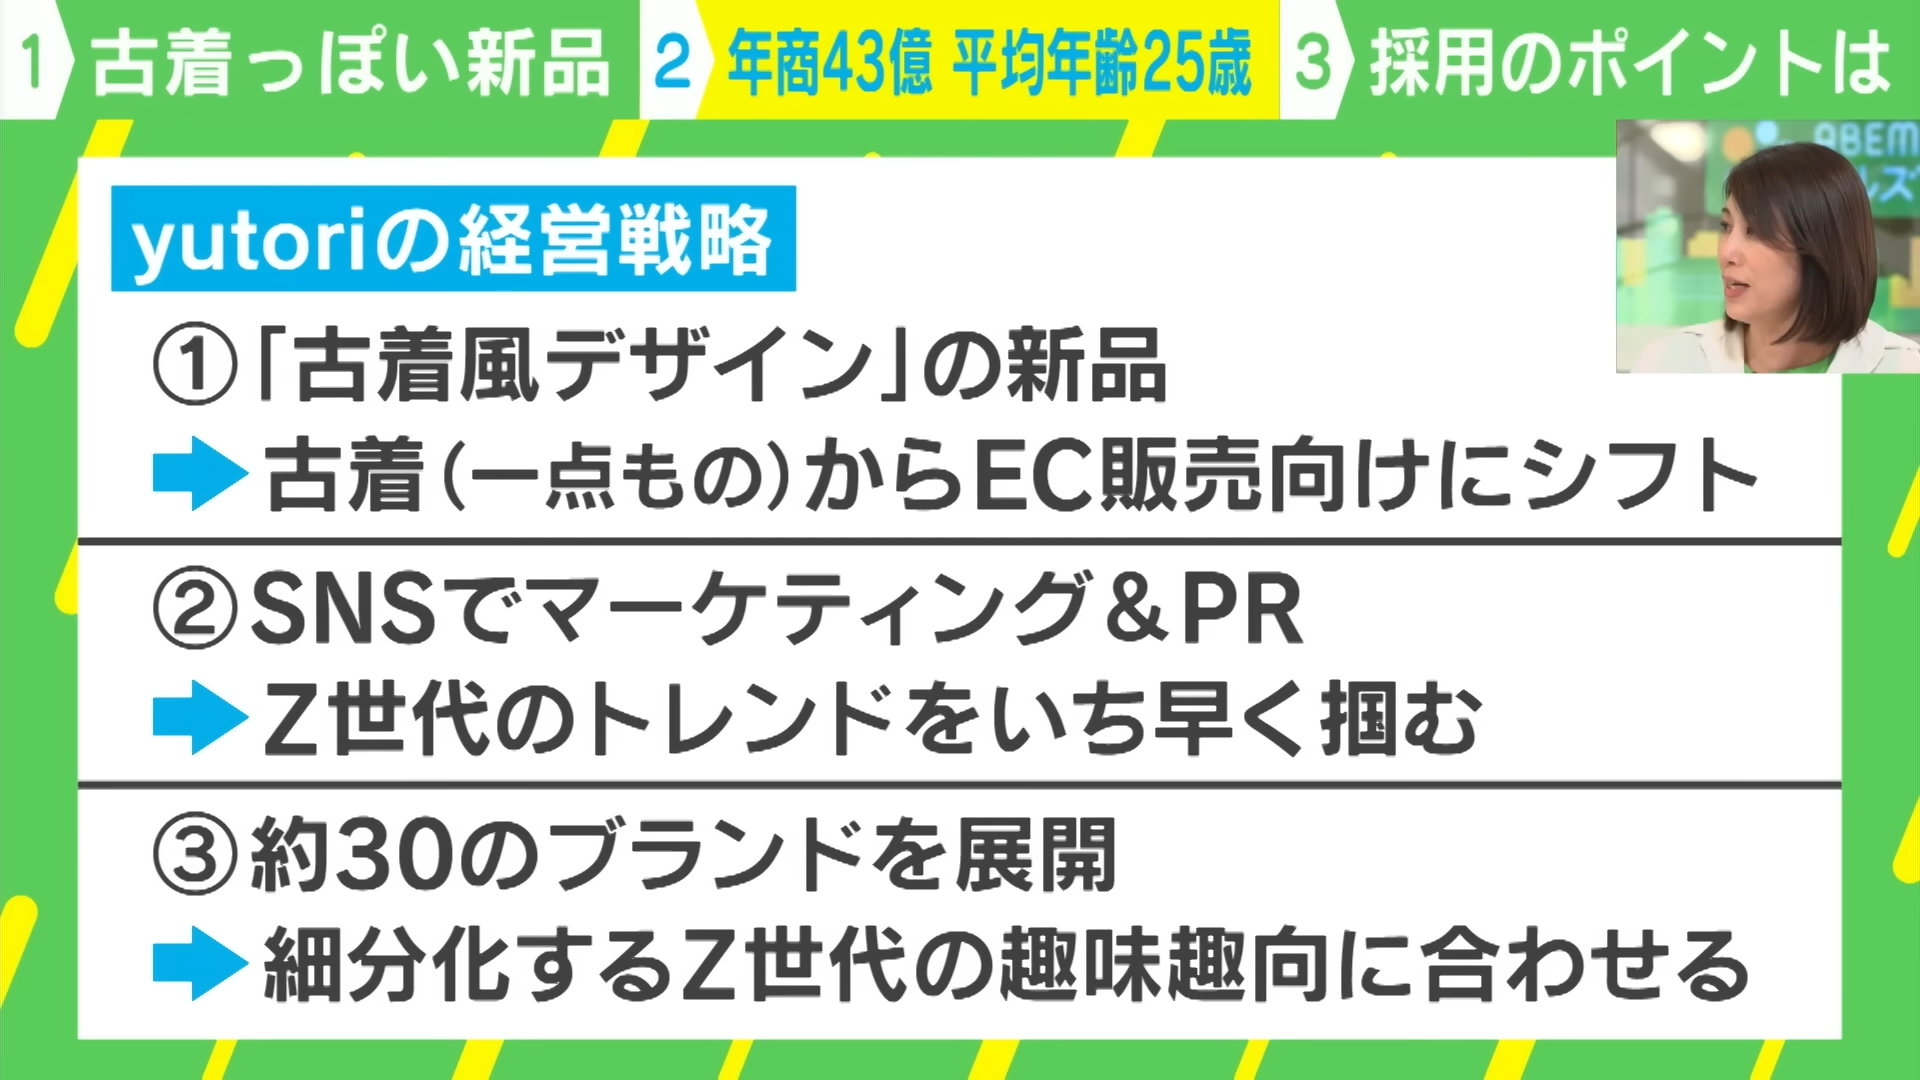 1 古着っぽい新品
2 年商43億 平均年齢25歳
3 採用のポイントは
ABEM
ルズ
yutoriの経営戦略
①「古着風デザイン」の新品
➡古着(一点もの)からEC販売向けにシフト
②SNSでマーケティング&PR
➡Z世代のトレンドをいち早く掴む
③約30のブランドを展開
➡細分化するZ世代の趣味趣向に合わせる